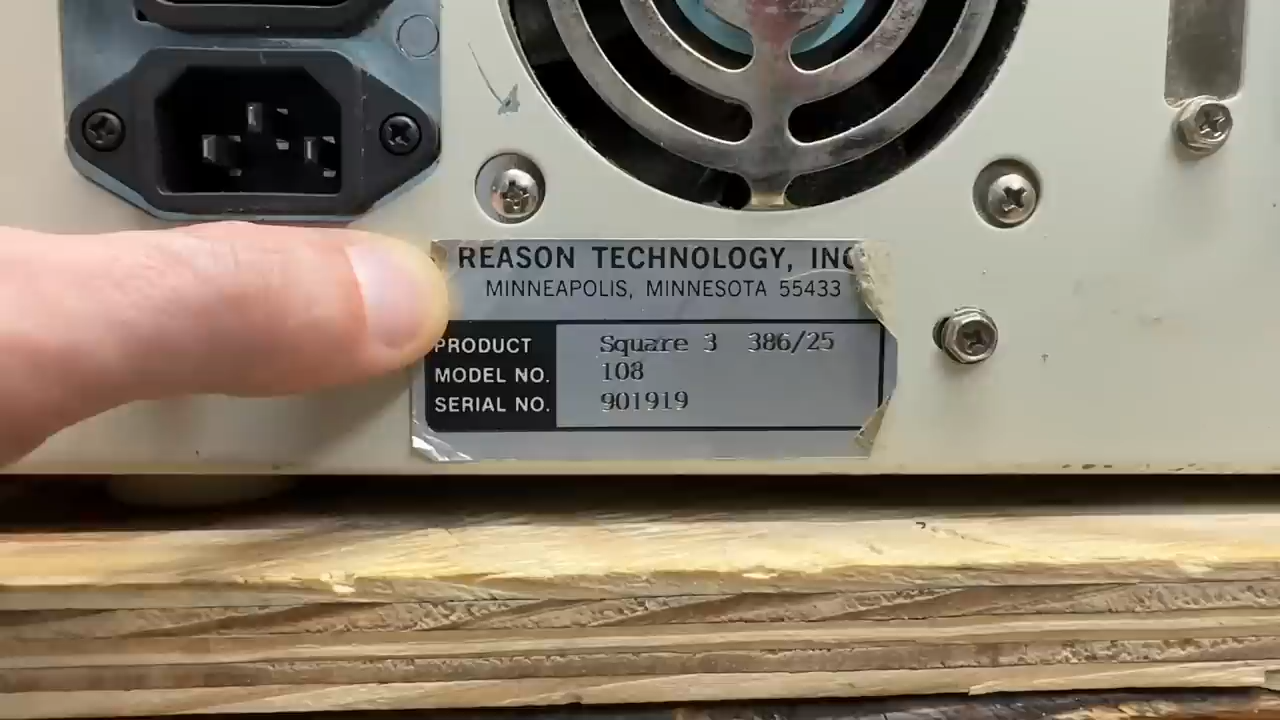 REASON TECHNOLOGY, INC
MINNEAPOLIS, MINNESOTA 55433
PRODUCT Square 3 386/25
MODEL NO. 108
SERIAL NO. 901919